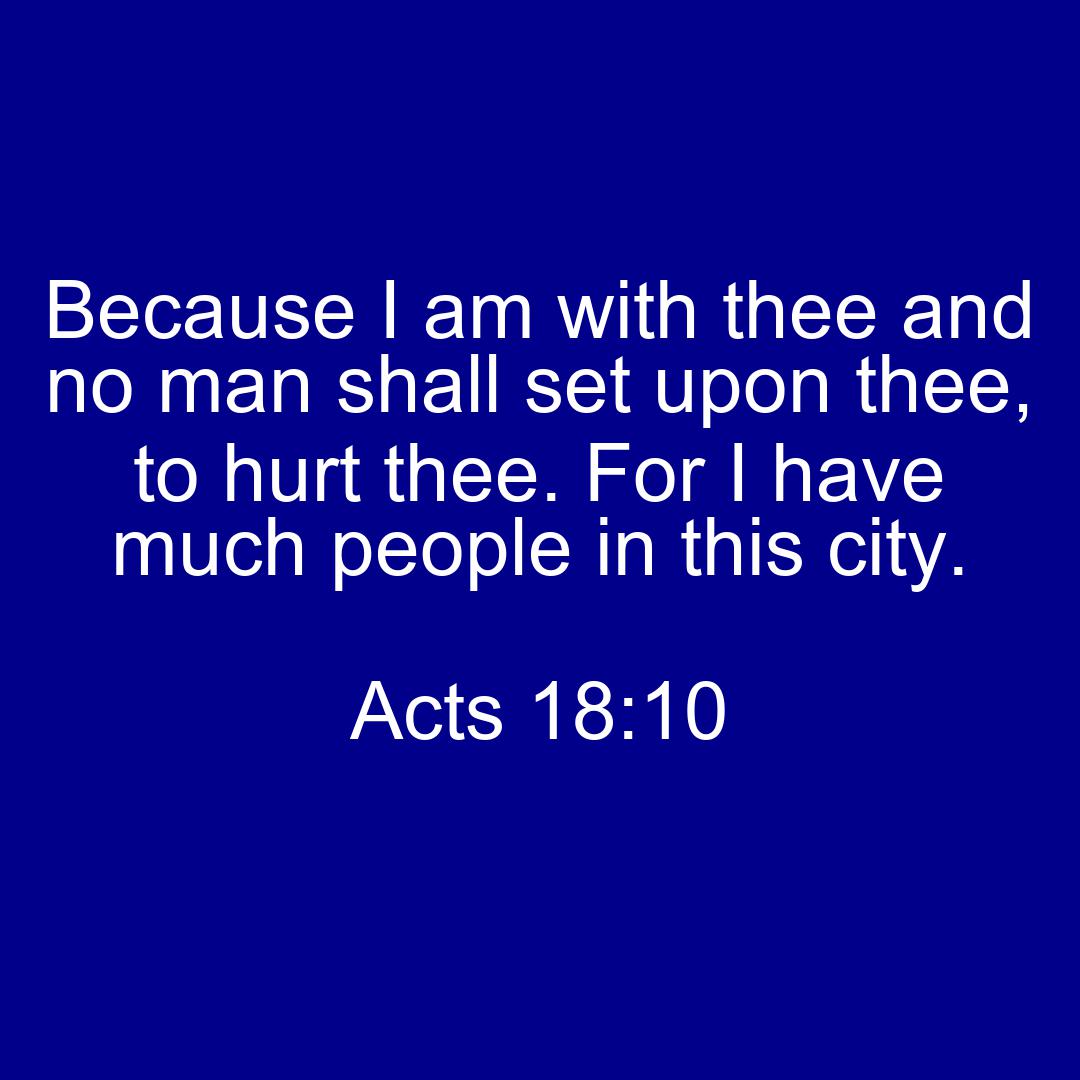 Because I am with thee and
no man shall set upon thee,
to hurt thee. For I have
much people in this city.
Acts 18:10